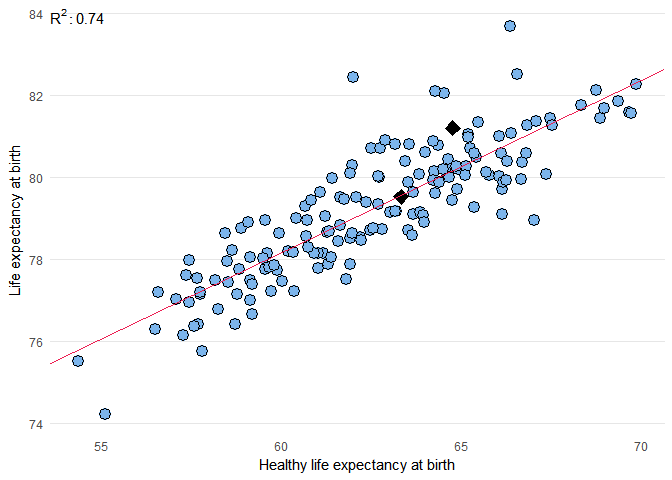 84
R²: 0.74
82
80
78
76
74
Life expectancy at birth
55 60 65 70
Healthy life expectancy at birth